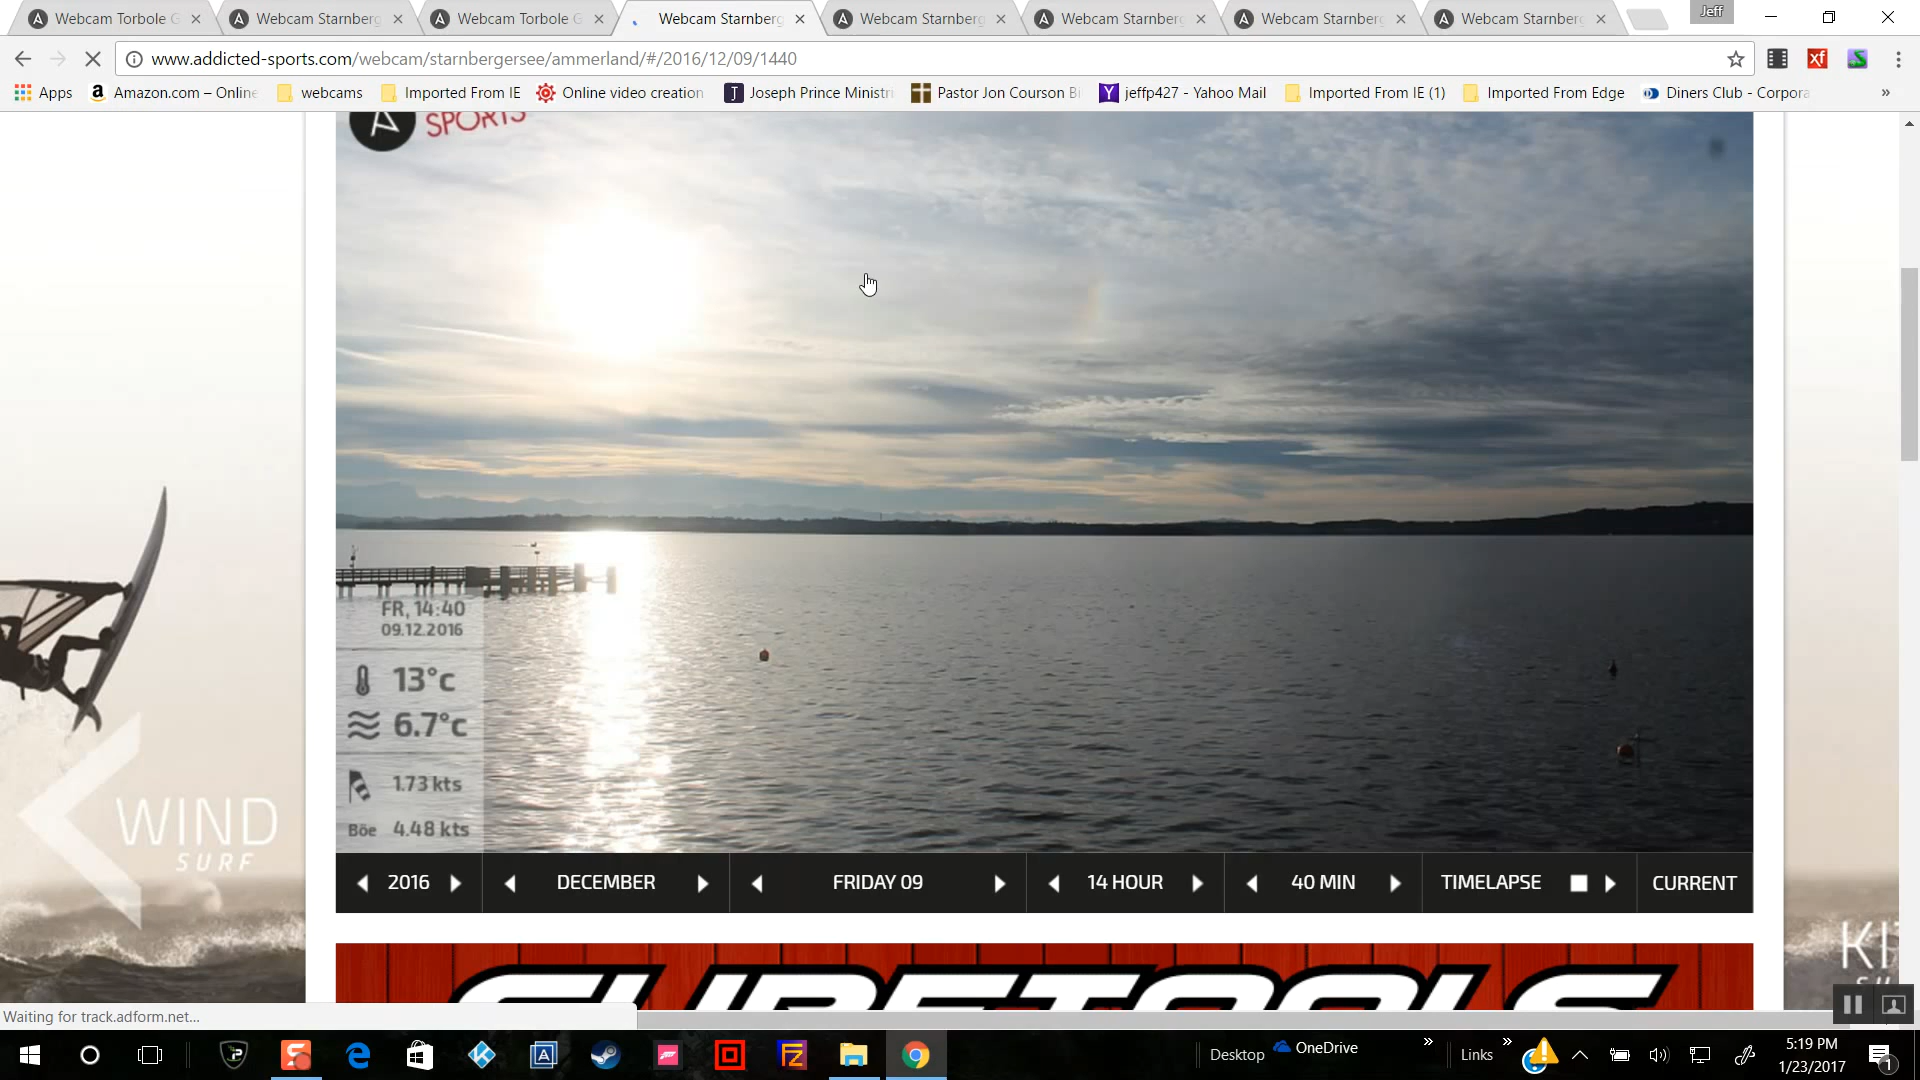 Webcam Torbole G
Webcam Starnberg
Webcam Torbole G
Webcam Starnberg
Webcam Starnberg
Webcam Starnberg
Webcam Starnberg
Webcam Starnberg
Jeff
www.addicted-sports.com/webcam/starnbergersee/ammerland/#/2016/12/09/1440
Apps
Amazon.com – Online
webcams
Imported From IE
Online video creation
Joseph Prince Ministri
Pastor Jon Courson Bi
jeffp427 - Yahoo Mail
Imported From IE (1)
Imported From Edge
Diners Club - Corpora
SPORTS
FR, 14:40
09.12.2016
13°c
6.7°c
1.73 kts
Böe 4.48 kts
WIND
SURF
2016
DECEMBER
FRIDAY 09
14 HOUR
40 MIN
TIMELAPSE
CURRENT
Waiting for track.adform.net...
Desktop
OneDrive
Links
5:19 PM
1/23/2017
1